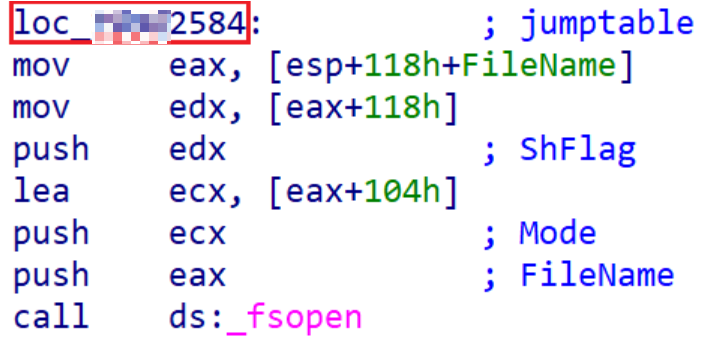 loc_ 2584: ; jumptable
mov eax, [esp+118h+FileName]
mov edx, [eax+118h]
push edx ; ShFlag
lea ecx, [eax+104h]
push ecx ; Mode
push eax ; FileName
call ds:_fsopen